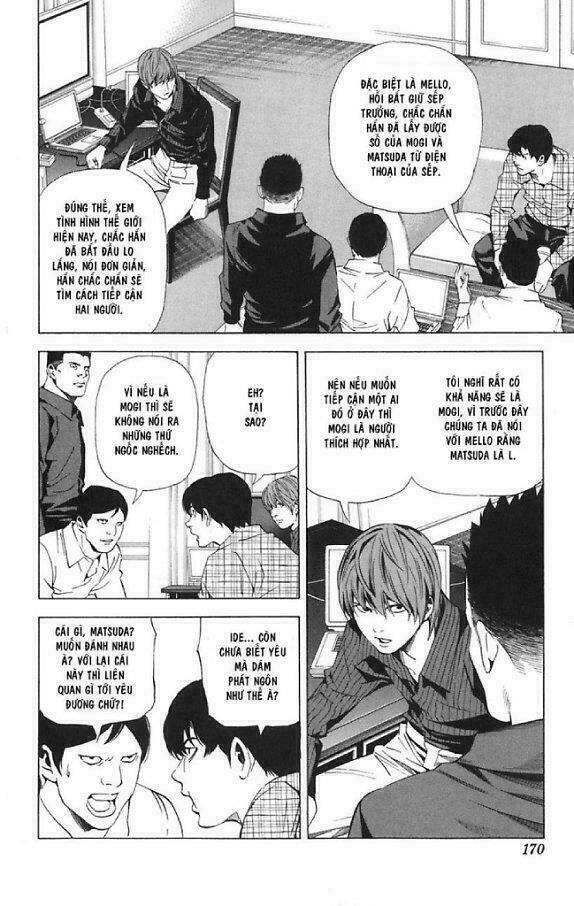 ĐẶC BIỆT LÀ MELLO,
HỒI BẮT GIỮ SẾP
TRƯỞNG, CHẮC CHẮN
HẮN ĐÃ LẤY ĐƯỢC
SỐ CỦA MOGI VÀ
MATSUDA TỪ ĐIỆN
THOẠI CỦA SẾP.
ĐÚNG THẾ, XEM
TÌNH HÌNH THẾ GIỚI
HIỆN NAY, CHẮC HẲN
ĐÃ BẮT ĐẦU LO
LẮNG, NÓI ĐƠN GIẢN,
HẮN CHẮC CHẮN SẼ
TÌM CÁCH TIẾP CẬN
HAI NGƯỜI.
TÔI NGHĨ RẤT CÓ
KHẢ NĂNG SẼ LÀ
MOGI, VÌ TRƯỚC ĐÂY
CHÚNG TA ĐÃ NÓI
VỚI MELLO RẰNG
MATSUDA LÀ L.
NÊN NẾU MUỐN
TIẾP CẬN MỘT AI
ĐÓ Ở ĐÂY THÌ
MOGI LÀ NGƯỜI
THÍCH HỢP NHẤT.
EH?
TẠI
SAO?
VÌ NẾU LÀ
MOGI THÌ SẼ
KHÔNG NÓI RA
NHỮNG THỨ
NGỐC NGHẾCH.
IDE... CÒN
CHƯA BIẾT YÊU
MÀ DÁM
PHÁT NGÔN
NHƯ THẾ À?
CÁI GÌ, MATSUDA?
MUỐN ĐÁNH NHAU
À? VỚI LẠI CÁI
NÀY THÌ LIÊN
QUAN GÌ TỚI YÊU
ĐƯƠNG CHỨ?!
170